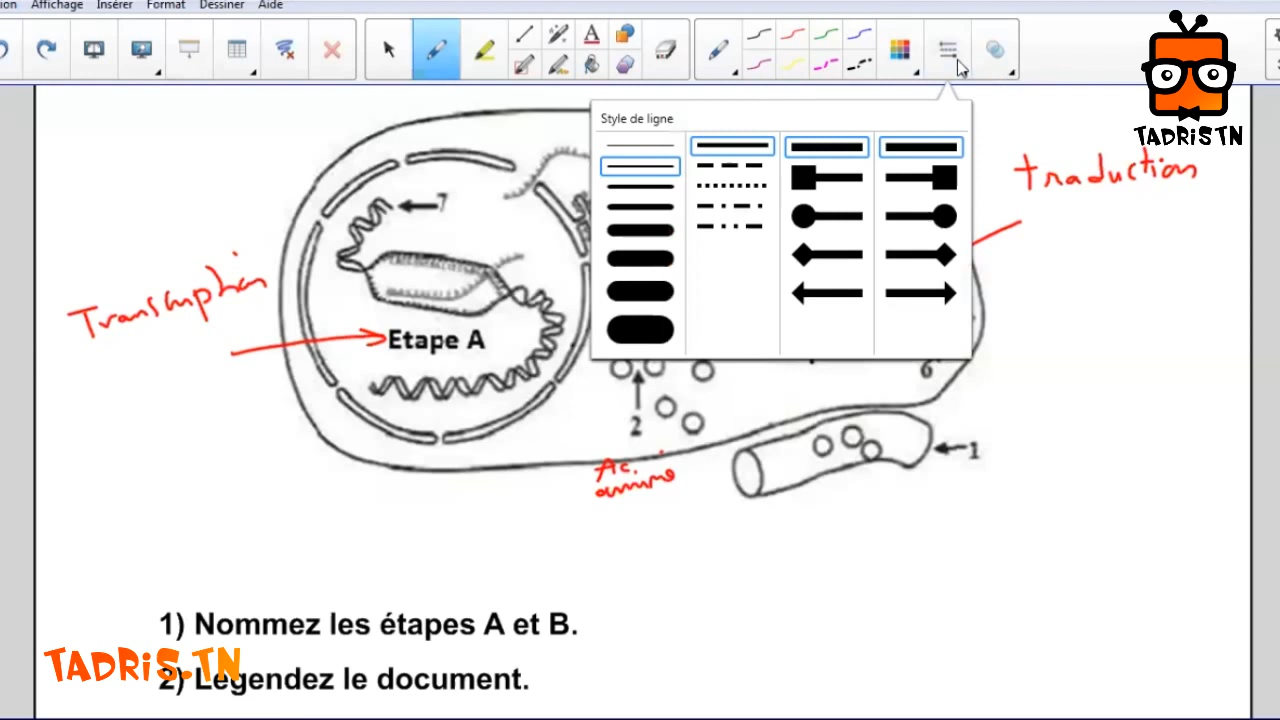 ion Affichage Insérer Format Dessiner Aide
TADRiSTN
Style de ligne
traduction
7
Transcription
Etape A
6
2
1
Ac.
aminé
1) Nommez les étapes A et B.
TADRiS.TN
2) Légendez le document.